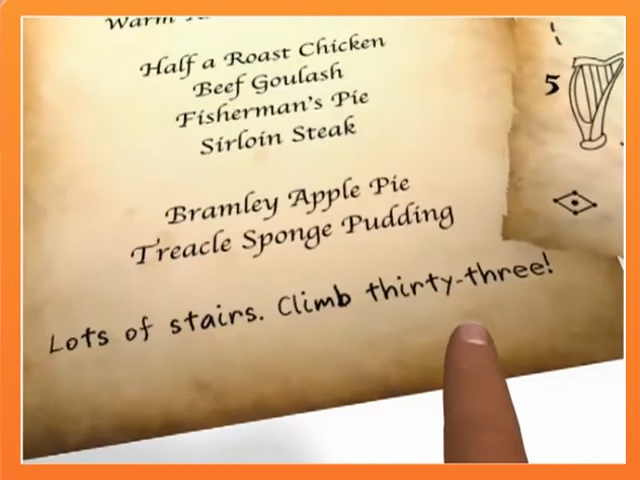 Warm
Half a Roast Chicken
Beef Goulash
Fisherman's Pie
Sirloin Steak
Bramley Apple Pie
Treacle Sponge Pudding
Lots of stairs. Climb thirty-three!
5